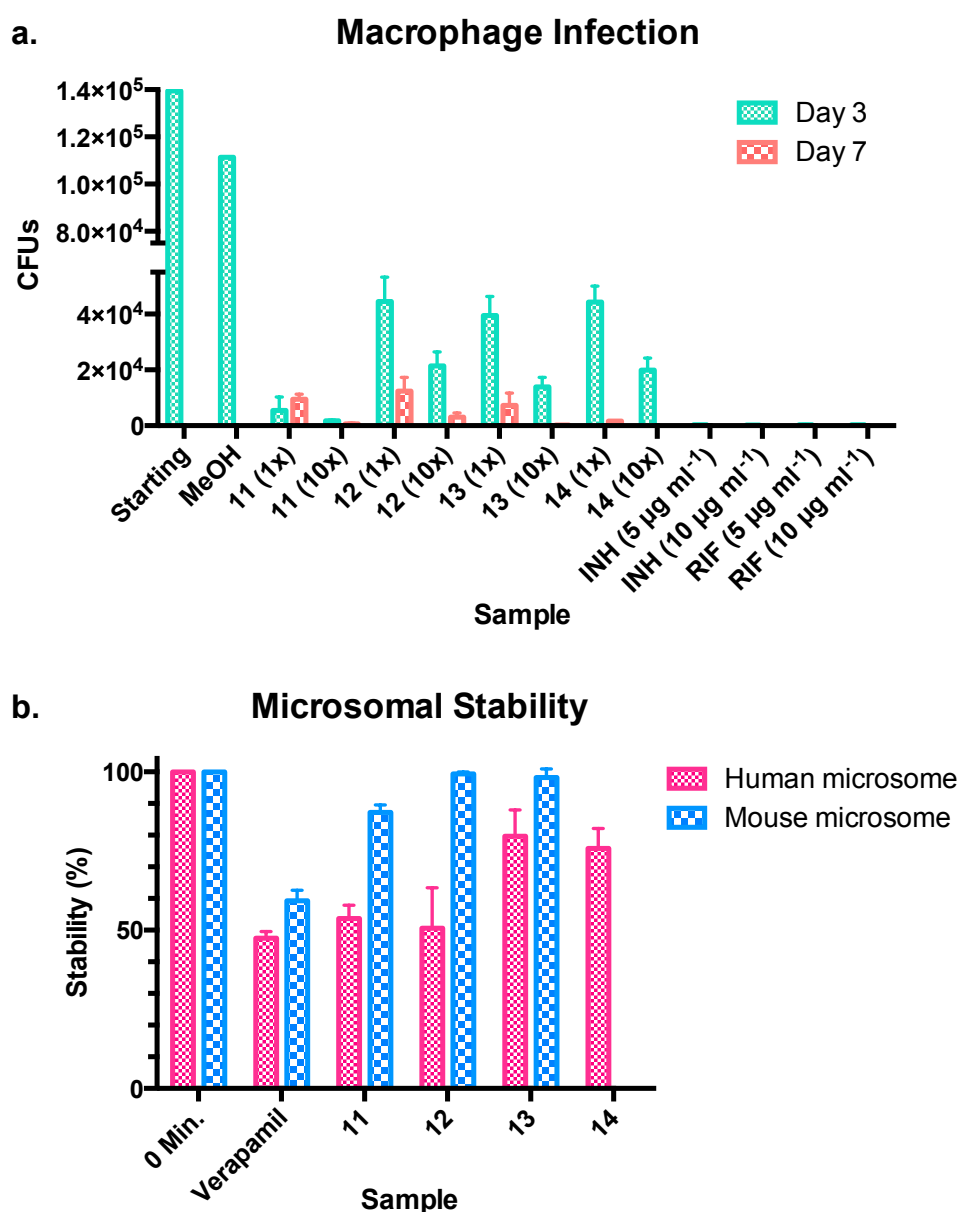 a.
Macrophage Infection
1.4×10⁵
1.2×10⁵
1.0×10⁵
8.0×10⁴
4×10⁴
2×10⁴
0
CFUs
Day 3
Day 7
Starting
MeOH
11 (1x)
11 (10x)
12 (1x)
12 (10x)
13 (1x)
13 (10x)
14 (1x)
14 (10x)
INH (5 µg ml⁻¹)
INH (10 µg ml⁻¹)
RIF (5 µg ml⁻¹)
RIF (10 µg ml⁻¹)
Sample
b.
Microsomal Stability
100
50
0
Stability (%)
Human microsome
Mouse microsome
0 Min.
Verapamil
11
12
13
14
Sample